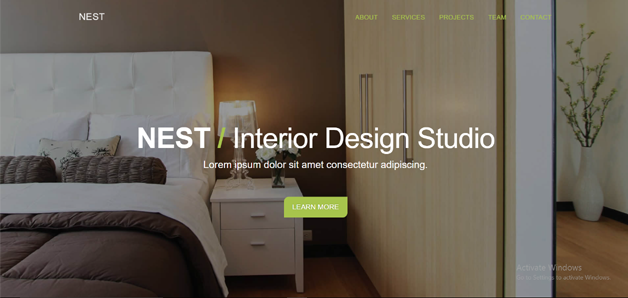 NEST
ABOUT SERVICES PROJECTS TEAM CONTACT
NEST / Interior Design Studio
Lorem ipsum dolor sit amet consectetur adipiscing.
LEARN MORE
Activate Windows
Go to Settings to activate Windows.